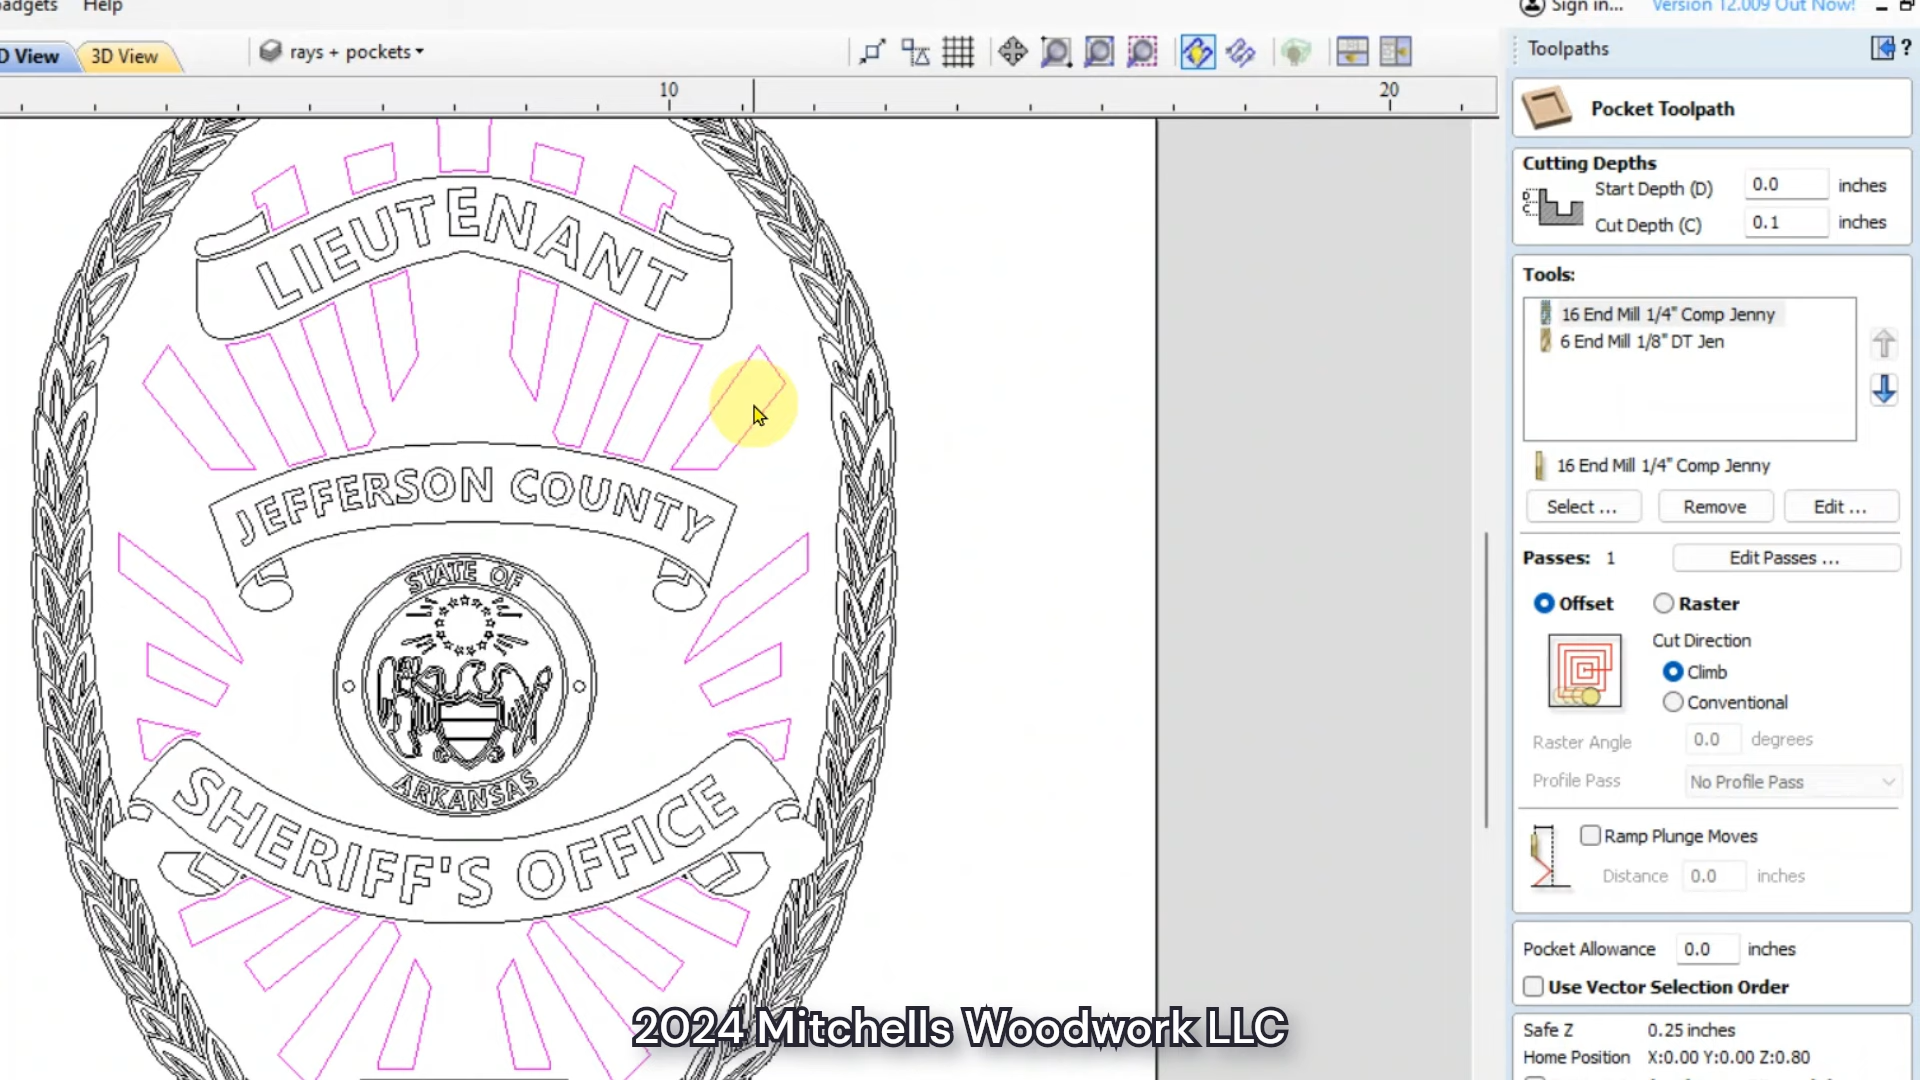 Help
Sign in...
Version 12.009 Out Now!
D View
3D View
rays + pockets
Toolpaths
?
10
20
Pocket Toolpath
Cutting Depths
Start Depth (D)
0.0
inches
Cut Depth (C)
0.1
inches
Tools:
16 End Mill 1/4" Comp Jenny
6 End Mill 1/8" DT Jen
16 End Mill 1/4" Comp Jenny
Select ...
Remove
Edit ...
Passes: 1
Edit Passes ...
Offset
Raster
Cut Direction
Climb
Conventional
Raster Angle
0.0
degrees
Profile Pass
No Profile Pass
Ramp Plunge Moves
Distance
0.0
inches
Pocket Allowance
0.0
inches
Use Vector Selection Order
Safe Z
0.25 inches
Home Position
X:0.00 Y:0.00 Z:0.80
LIEUTENANT
JEFFERSON COUNTY
STATE OF
ARKANSAS
SHERIFF'S OFFICE
2024 Mitchells Woodwork LLC